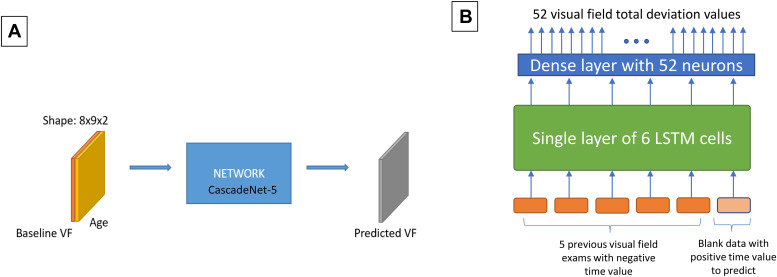 A
Shape: 8x9x2
NETWORK
CascadeNet-5
Age
Baseline VF
Predicted VF
B
52 visual field total deviation values
Dense layer with 52 neurons
Single layer of 6 LSTM cells
5 previous visual field
exams with negative
time value
Blank data with
positive time value
to predict